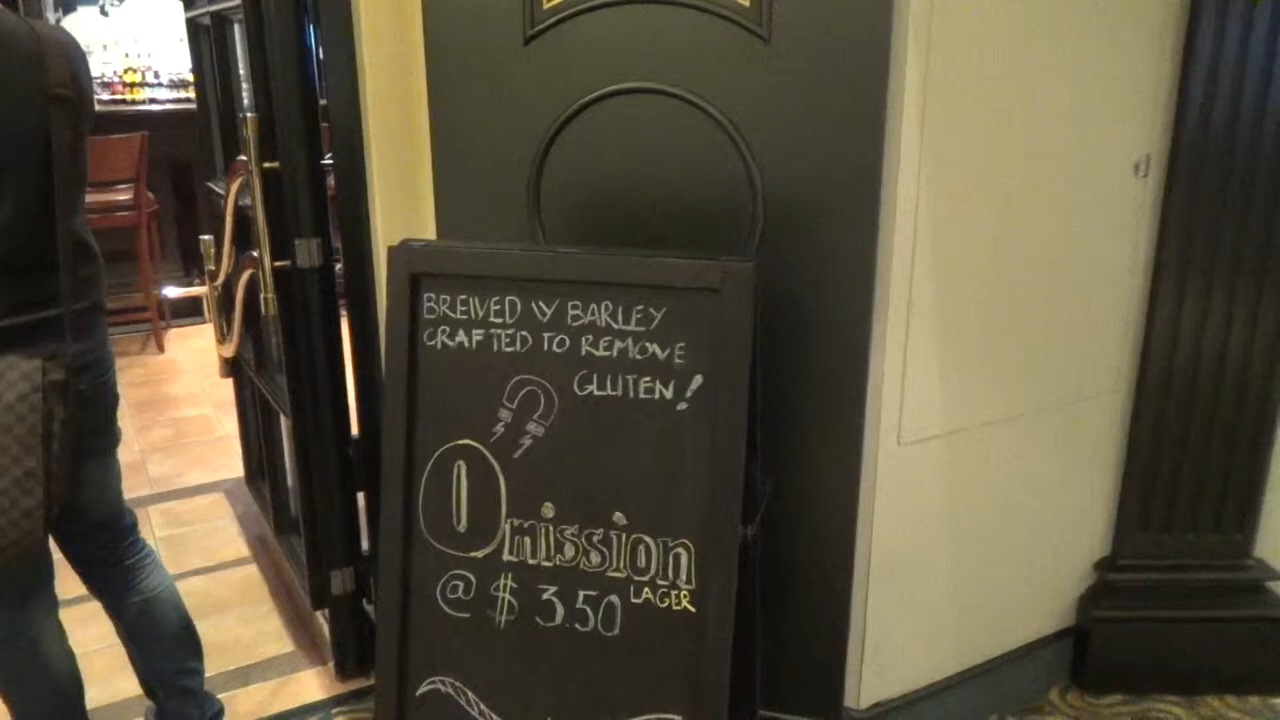 BREWED W BARLEY
CRAFTED TO REMOVE
GLUTEN!
Omission
LAGER
@ $ 3.50